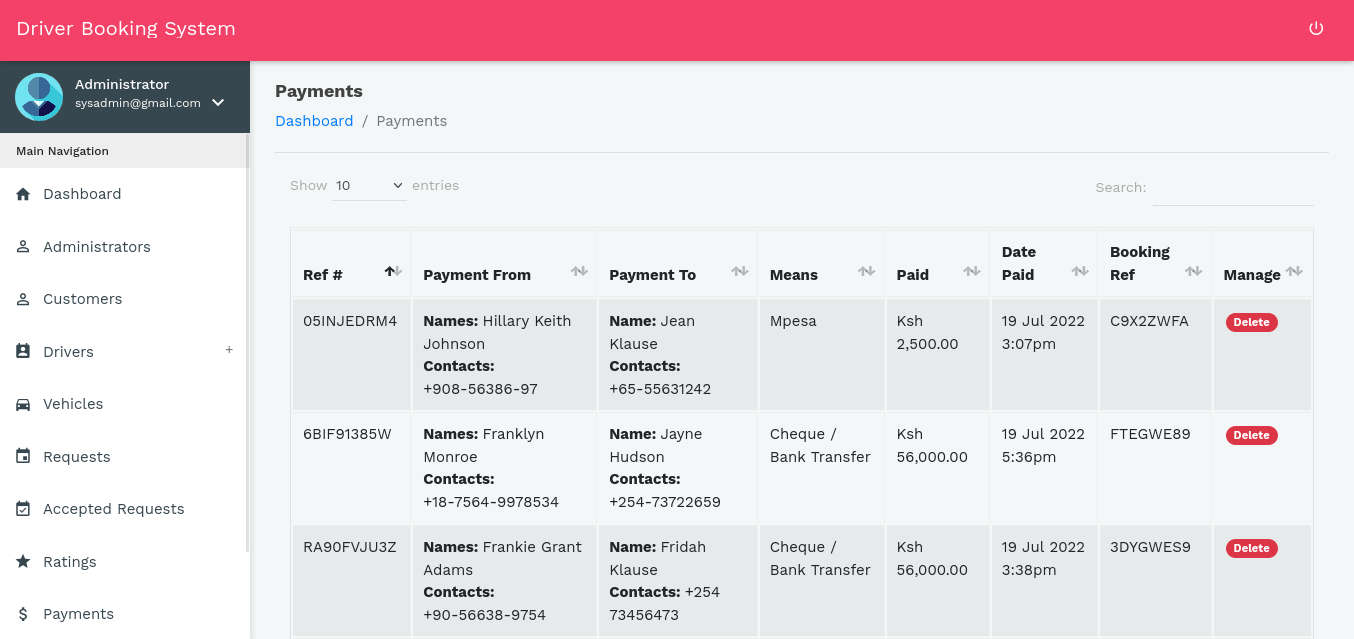 Driver Booking System
Administrator
sysadmin@gmail.com
Main Navigation
Dashboard
Administrators
Customers
Drivers +
Vehicles
Requests
Accepted Requests
Ratings
Payments
Payments
Dashboard / Payments
Show 10 entries
Search:
Ref # Payment From Payment To Means Paid Date Paid Booking Ref Manage
05INJEDRM4
Names: Hillary Keith
Johnson
Contacts:
+908-56386-97
Name: Jean
Klause
Contacts:
+65-55631242
Mpesa
Ksh
2,500.00
19 Jul 2022
3:07pm
C9X2ZWFA
Delete
6BIF91385W
Names: Franklyn
Monroe
Contacts:
+18-7564-9978534
Name: Jayne
Hudson
Contacts:
+254-73722659
Cheque /
Bank Transfer
Ksh
56,000.00
19 Jul 2022
5:36pm
FTEGWE89
Delete
RA90FVJU3Z
Names: Frankie Grant
Adams
Contacts:
+90-56638-9754
Name: Fridah
Klause
Contacts: +254
73456473
Cheque /
Bank Transfer
Ksh
56,000.00
19 Jul 2022
3:38pm
3DYGWES9
Delete